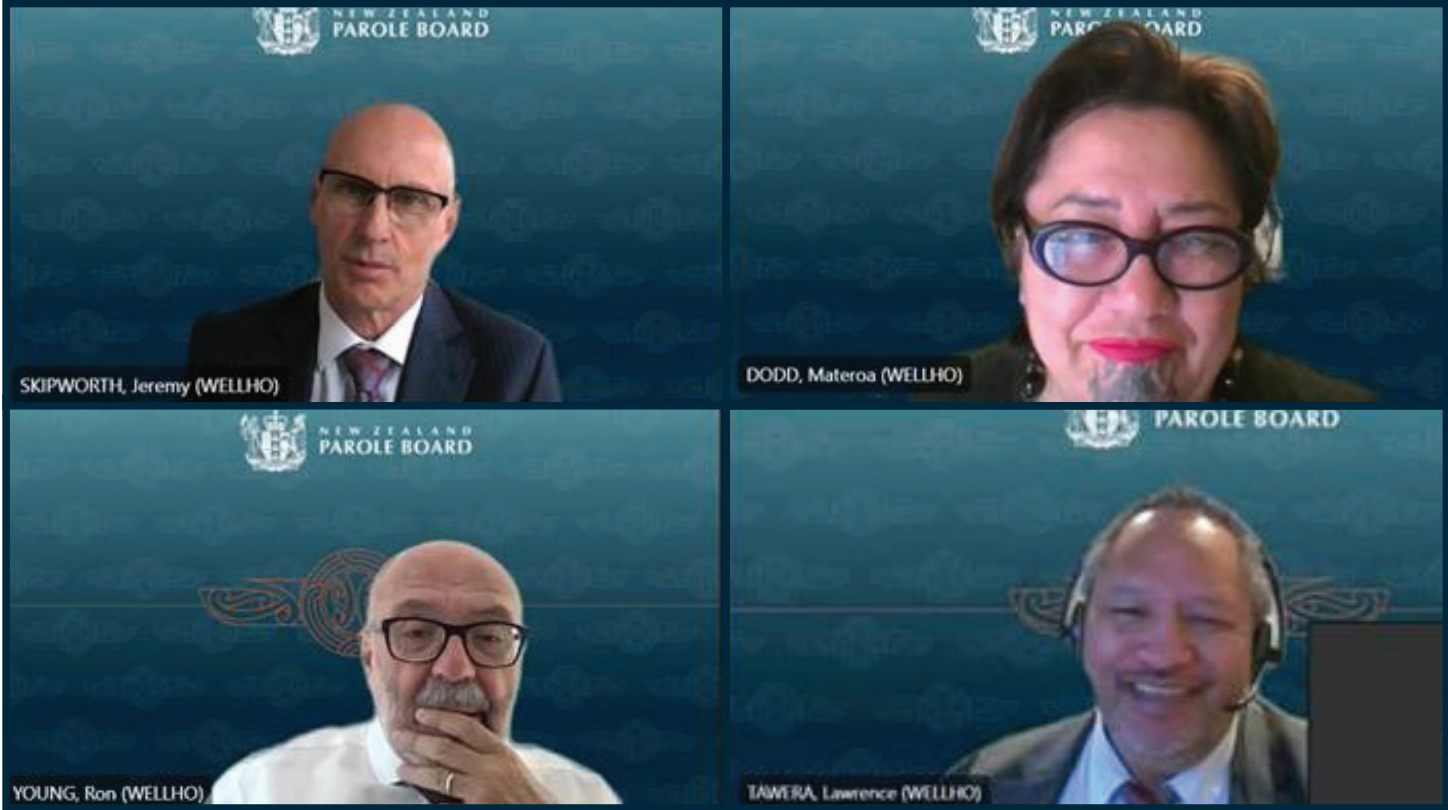 NEW ZEALAND
PAROLE BOARD
SKIPWORTH, Jeremy (WELLHO)
NEW ZEALAND
PAROLE BOARD
DODD, Materoa (WELLHO)
NEW ZEALAND
PAROLE BOARD
YOUNG, Ron (WELLHO)
PAROLE BOARD
TAWERA, Lawrence (WELLHO)